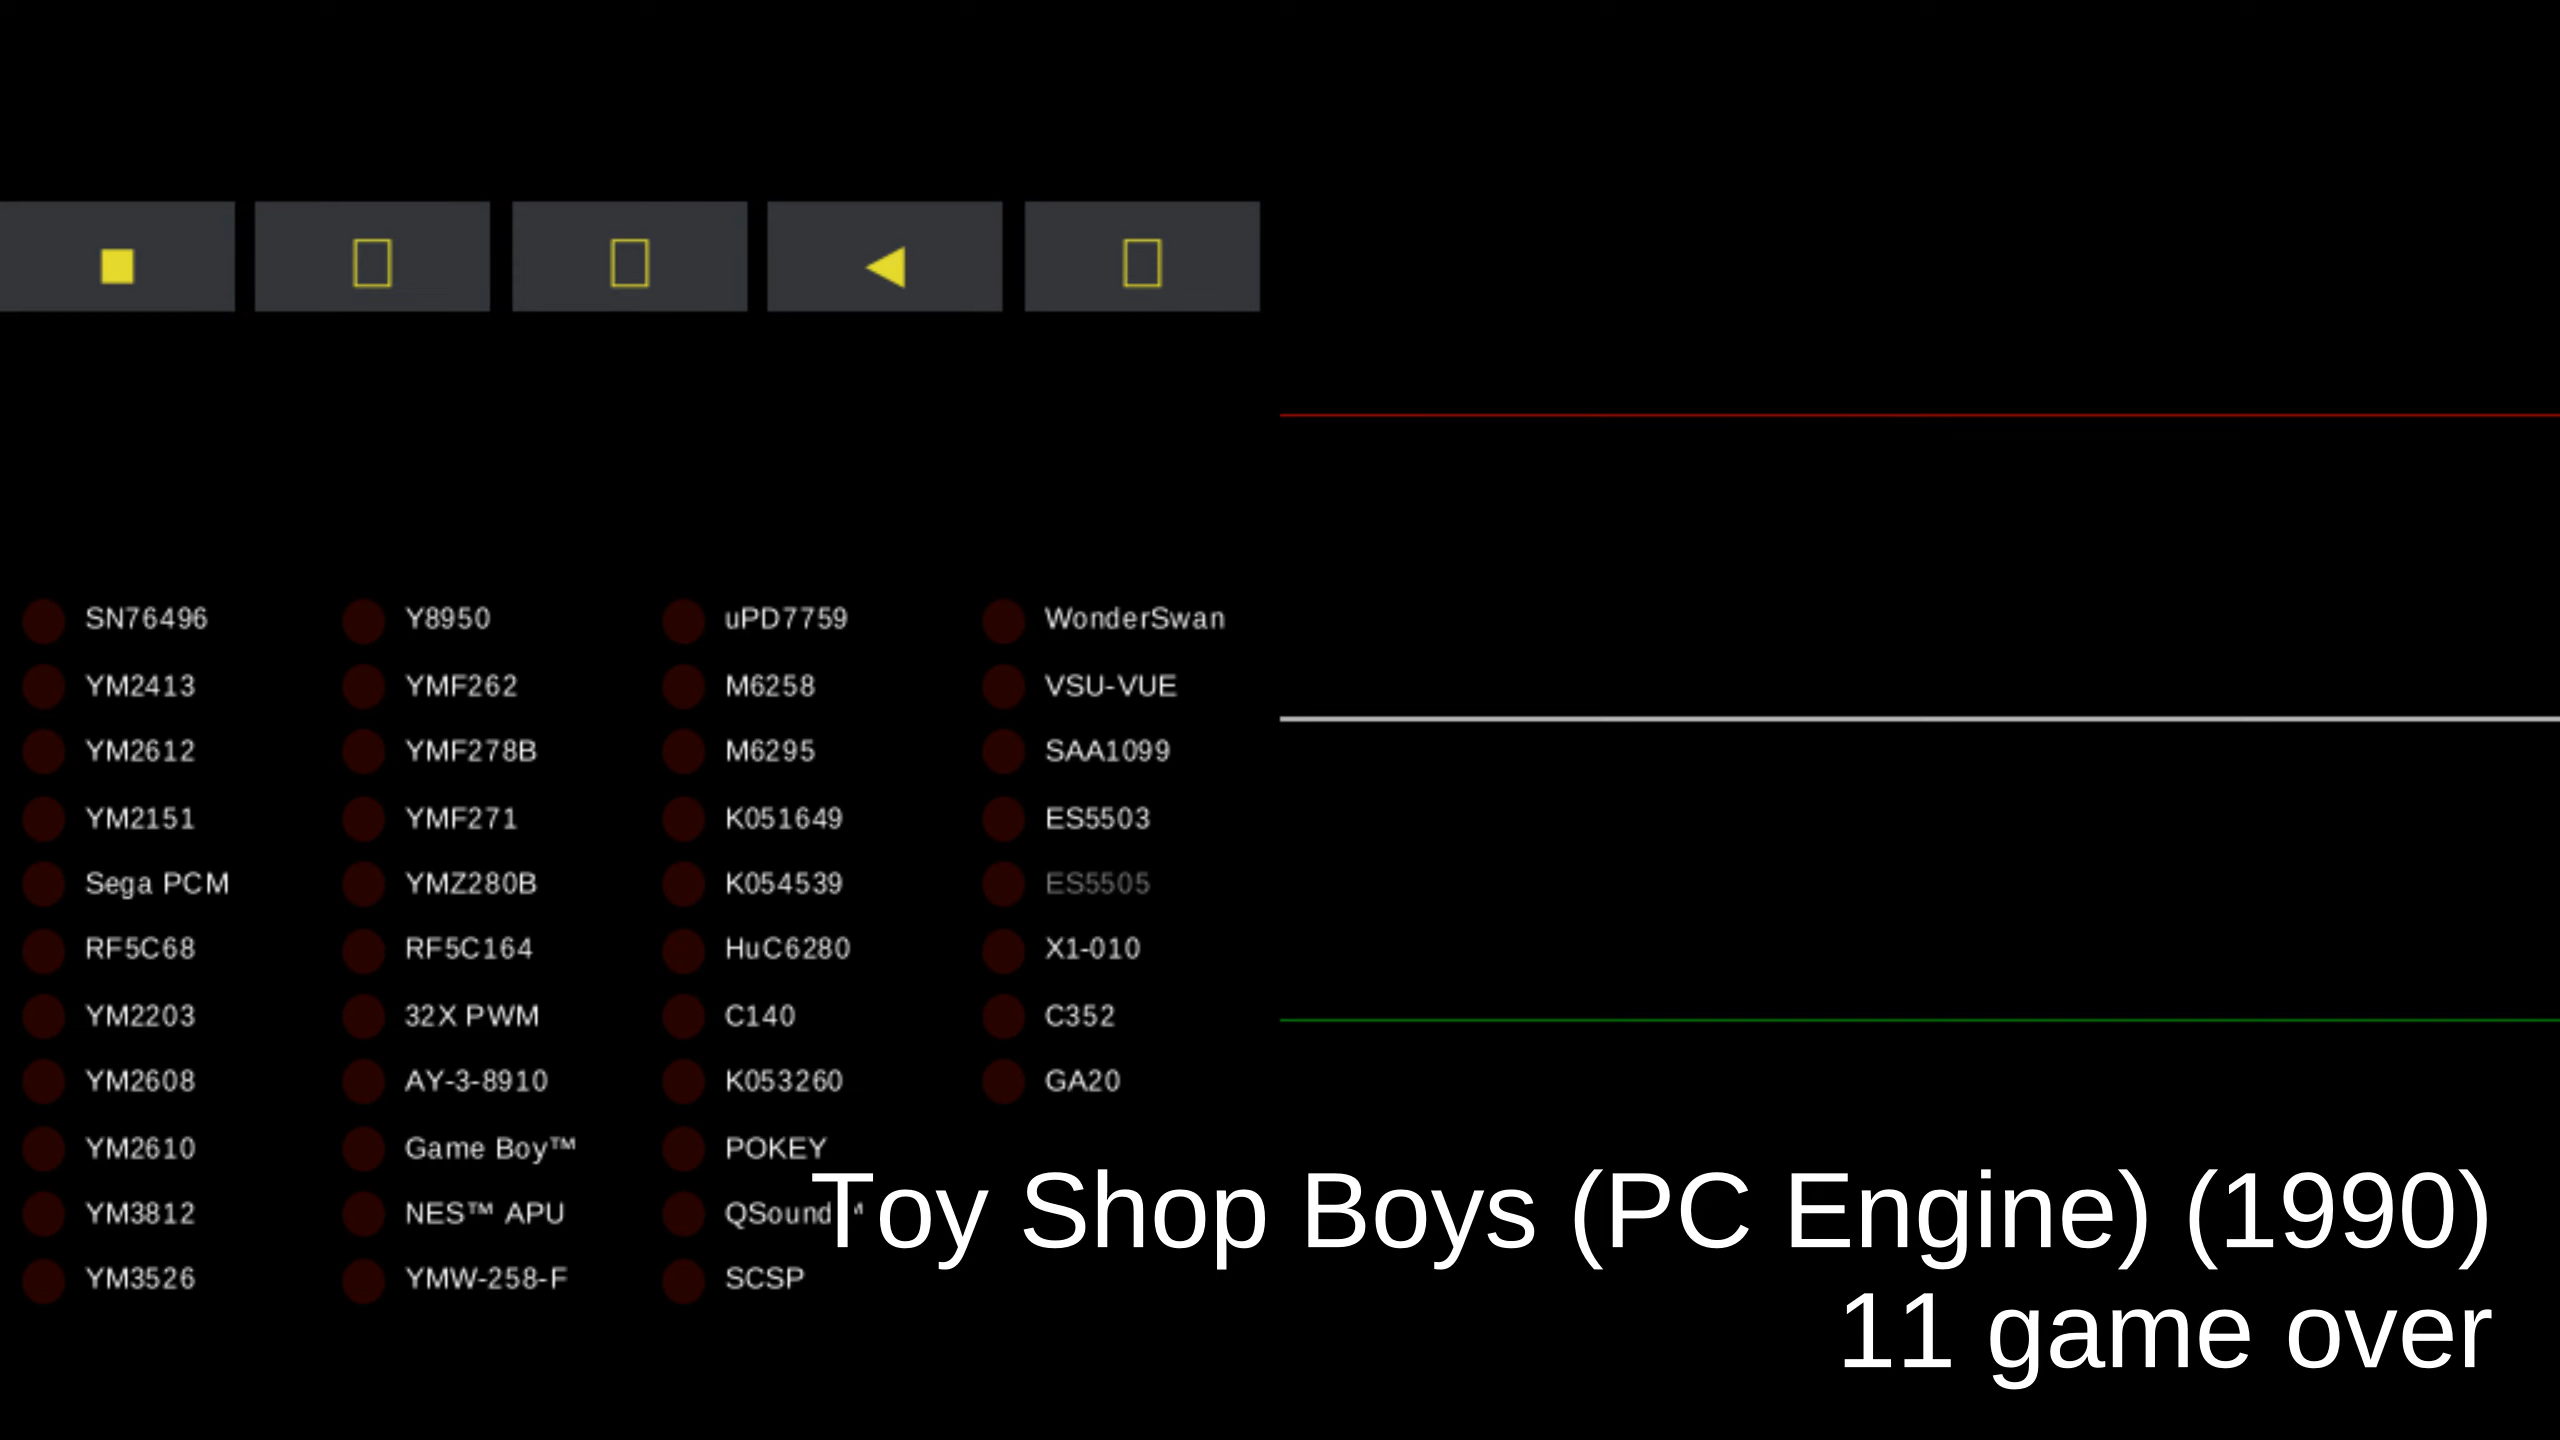 SN76496 Y8950 uPD7759 WonderSwan
YM2413 YMF262 M6258 VSU-VUE
YM2612 YMF278B M6295 SAA1099
YM2151 YMF271 K051649 ES5503
Sega PCM YMZ280B K054539 ES5505
RF5C68 RF5C164 HuC6280 X1-010
YM2203 32X PWM C140 C352
YM2608 AY-3-8910 K053260 GA20
YM2610 Game Boy™ POKEY
YM3812 NES™ APU QSound™
YM3526 YMW-258-F SCSP
Toy Shop Boys (PC Engine) (1990)
11 game over